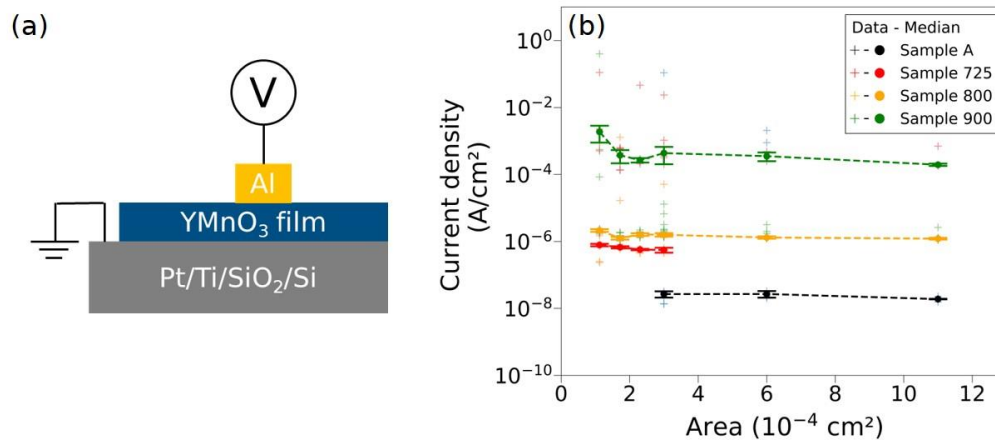 (a)
V
Al
YMnO₃ film
Pt/Ti/SiO₂/Si
(b)
Current density
(A/cm²)
10⁰
10⁻²
10⁻⁴
10⁻⁶
10⁻⁸
10⁻¹⁰
Data - Median
Sample A
Sample 725
Sample 800
Sample 900
0 2 4 6 8 10 12
Area (10⁻⁴ cm²)